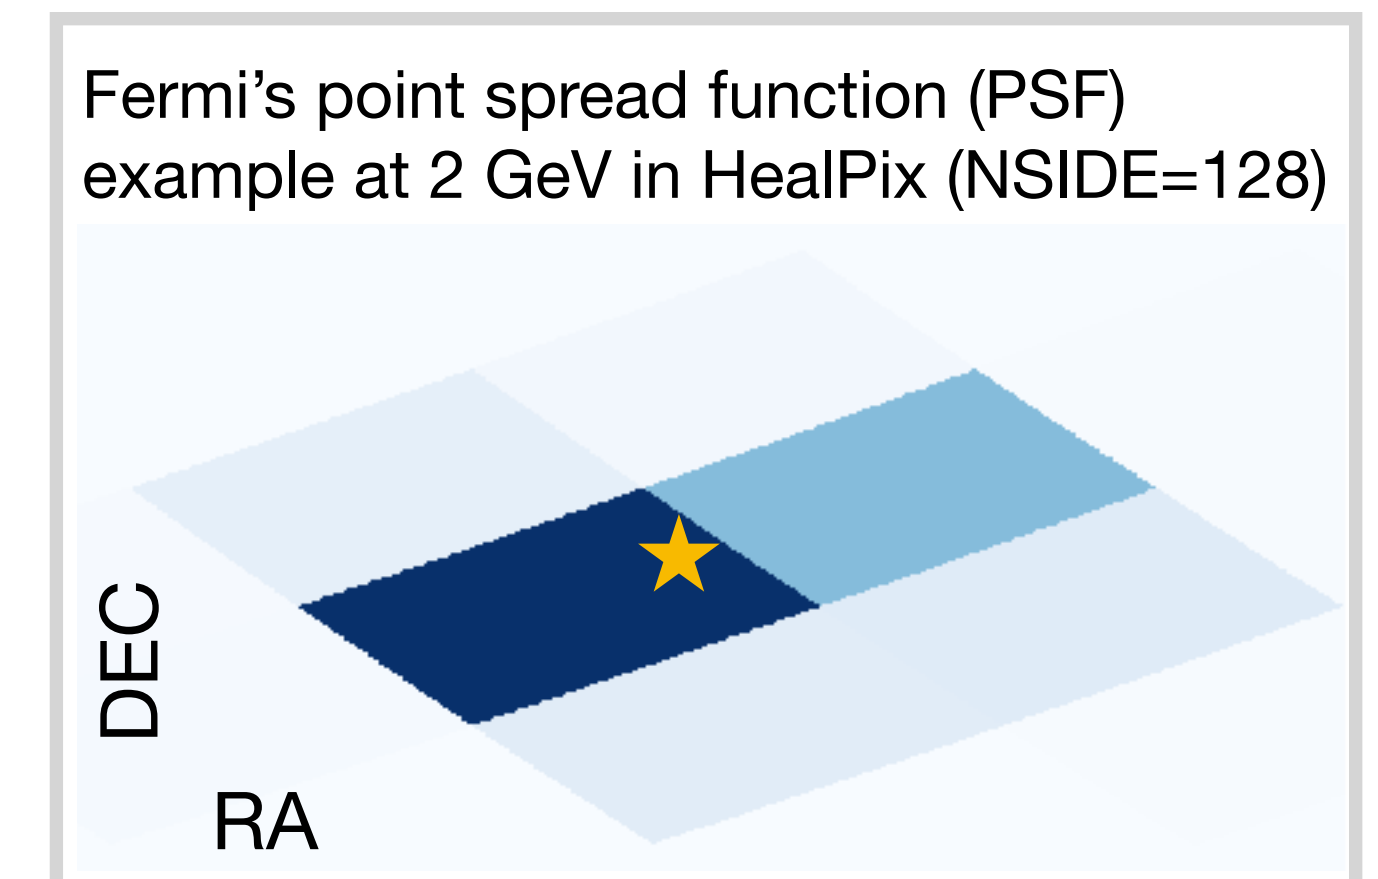 Fermi’s point spread function (PSF)
example at 2 GeV in HealPix (NSIDE=128)
DEC
RA